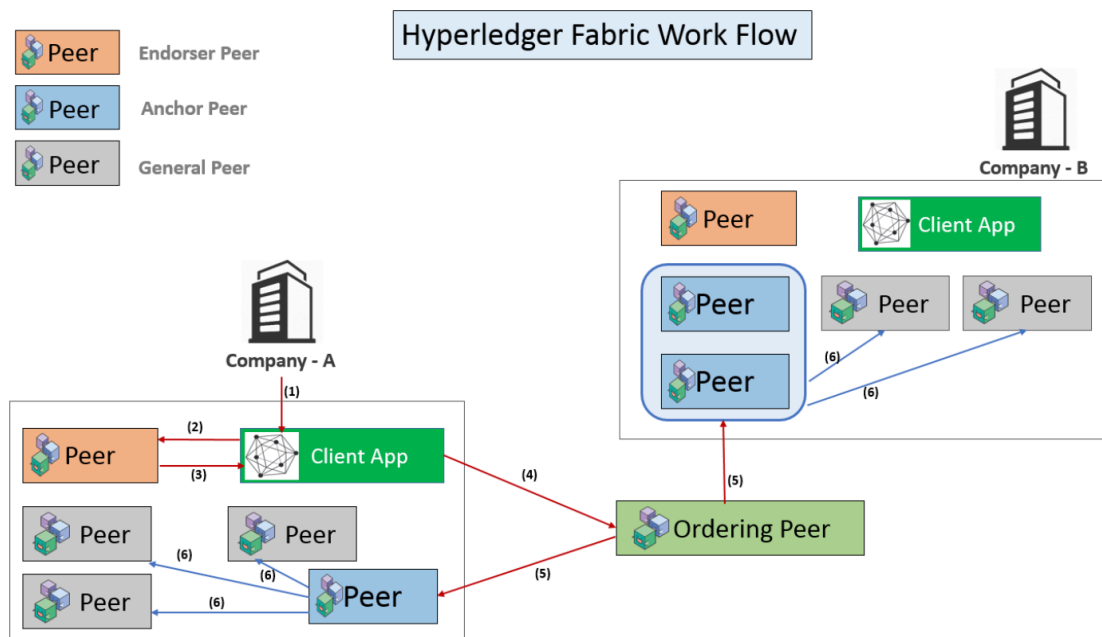 Hyperledger Fabric Work Flow
Peer
Endorser Peer
Peer
Anchor Peer
Peer
General Peer
Company - B
Peer
Client App
Peer
Peer
Peer
Peer
(6)
(6)
Company - A
(1)
Peer
(2)
(3)
Client App
(4)
(5)
Ordering Peer
Peer
Peer
(6)
(6)
(5)
Peer
(6)
Peer